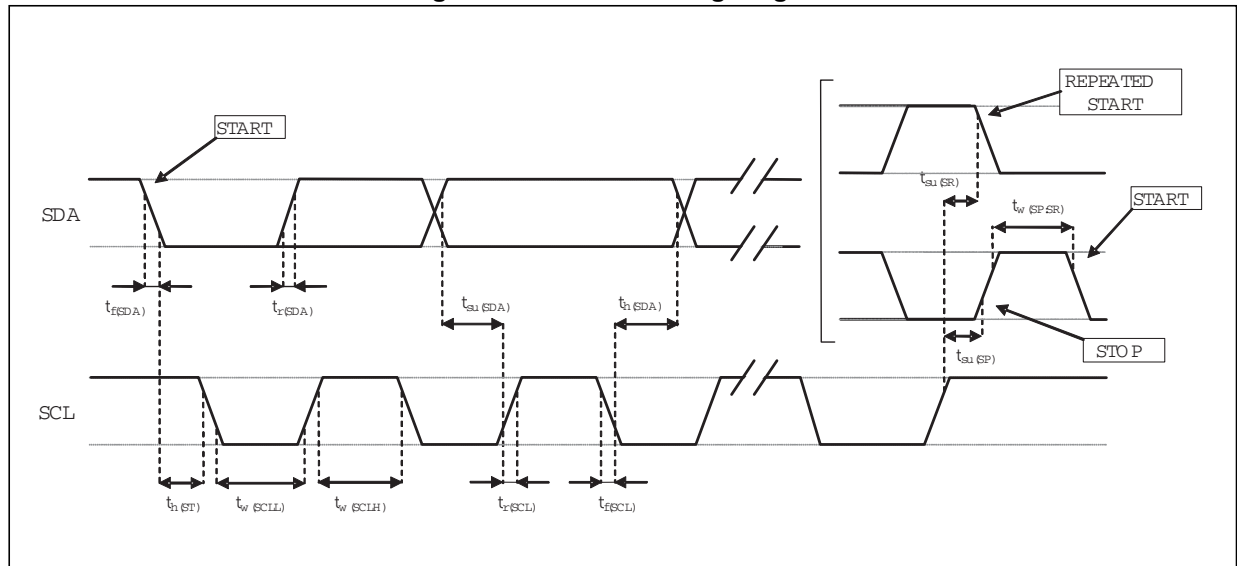 START
REPEATED
START
SDA
tsu(SR)
tw(SP:SR)
START
tf(SDA)
tr(SDA)
tsu(SDA)
th(SDA)
tsu(SP)
STOP
SCL
th(ST)
tw(SCLL)
tw(SCLH)
tr(SCL)
tf(SCL)